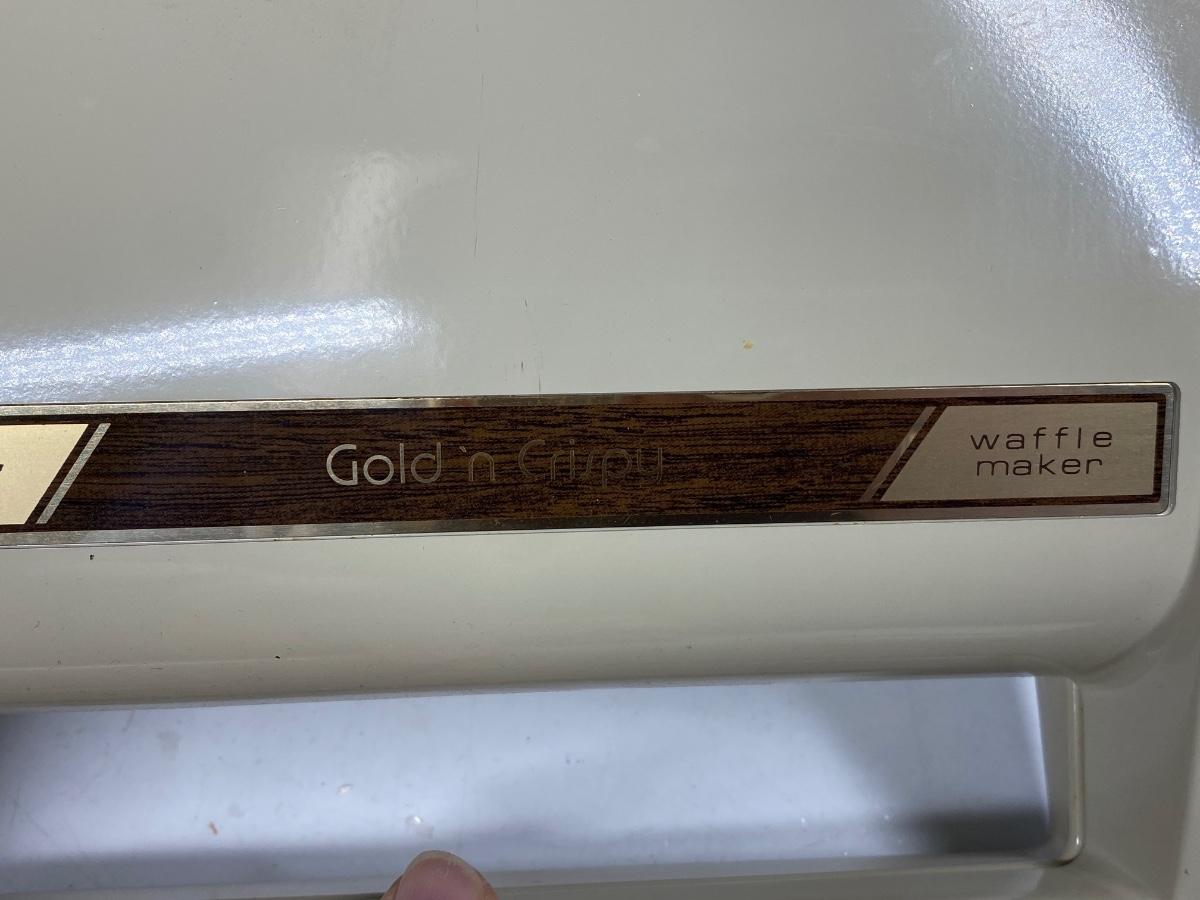 Gold 'n Crispy
waffle
maker